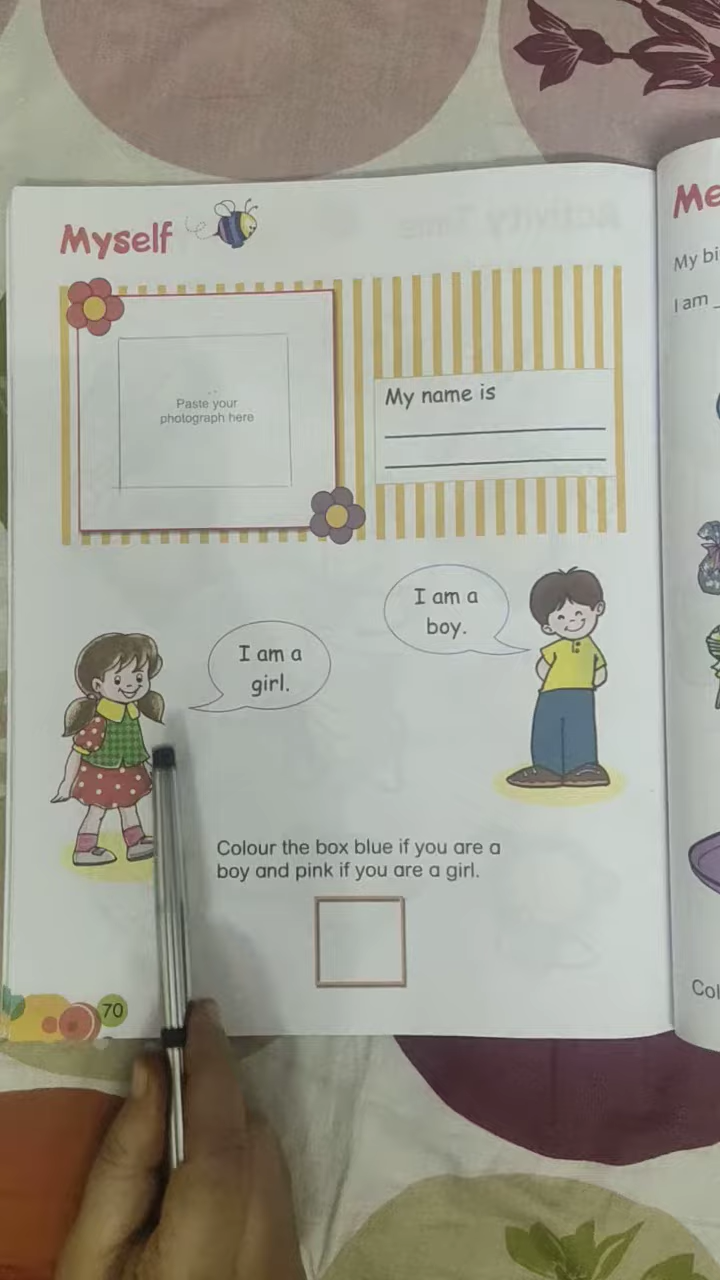 Myself
Paste your
photograph here
My name is
I am a
boy.
I am a
girl.
Colour the box blue if you are a
boy and pink if you are a girl.
70
Me
My bi
I am
Col